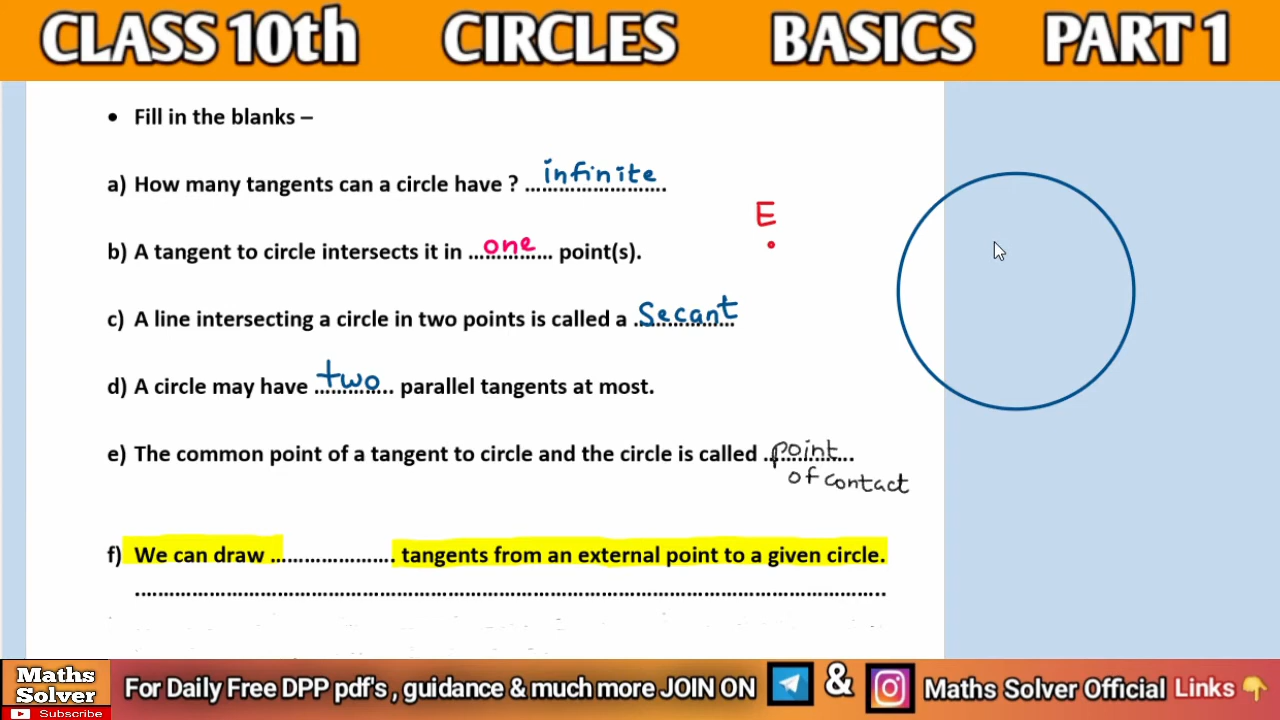 CLASS 10th CIRCLES BASICS PART 1
• Fill in the blanks –
a) How many tangents can a circle have ? infinite
E
b) A tangent to circle intersects it in one point(s).
c) A line intersecting a circle in two points is called a Secant
d) A circle may have two parallel tangents at most.
e) The common point of a tangent to circle and the circle is called point
of contact
f) We can draw ...................... tangents from an external point to a given circle.
Maths
Solver
Subscribe
For Daily Free DPP pdf's , guidance & much more JOIN ON & Maths Solver Official Links